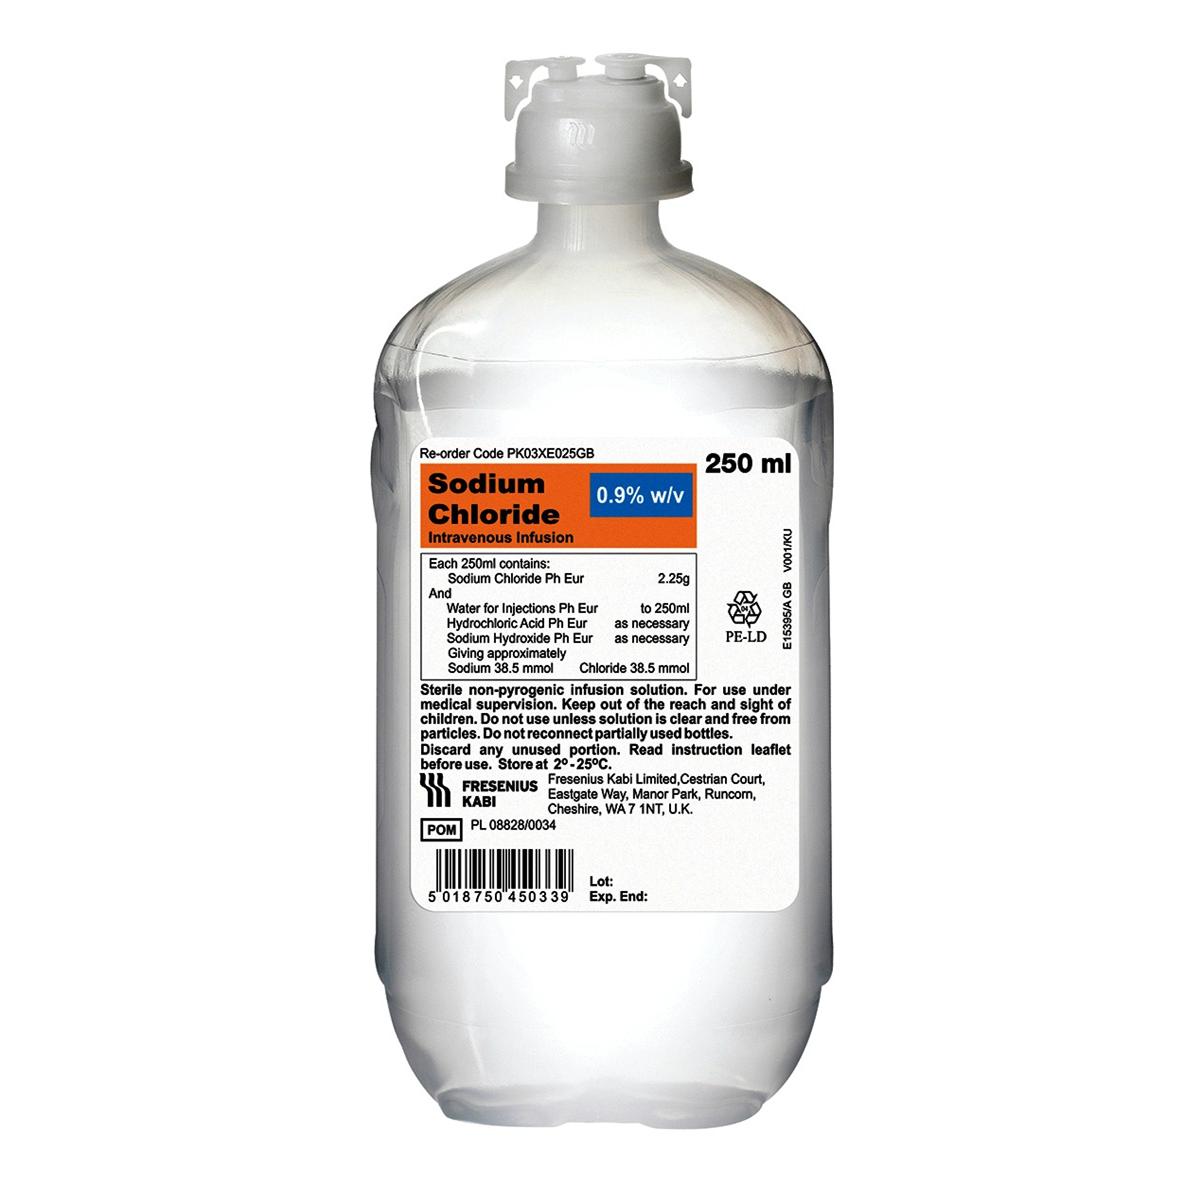 Re-order Code PK03XE025GB
250 ml
Sodium
Chloride
0.9% w/v
Intravenous Infusion
Each 250ml contains:
Sodium Chloride Ph Eur 2.25g
And
Water for Injections Ph Eur to 250ml
Hydrochloric Acid Ph Eur as necessary
Sodium Hydroxide Ph Eur as necessary
Giving approximately
Sodium 38.5 mmol Chloride 38.5 mmol
04
PE-LD
E15395/A GB V001/KU
Sterile non-pyrogenic infusion solution. For use under
medical supervision. Keep out of the reach and sight of
children. Do not use unless solution is clear and free from
particles. Do not reconnect partially used bottles.
Discard any unused portion. Read instruction leaflet
before use. Store at 2º - 25ºC.
FRESENIUS
KABI
Fresenius Kabi Limited,Cestrian Court,
Eastgate Way, Manor Park, Runcorn,
Cheshire, WA 7 1NT, U.K.
POM PL 08828/0034
5 018750 450339
Lot:
Exp. End: